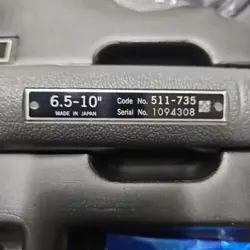 6.5-10"
MADE IN JAPAN
Code No. 511-735
Serial No. 1094308